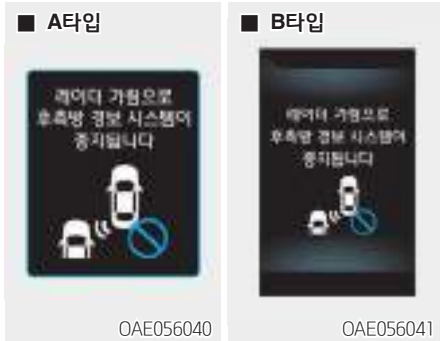 ■ A타입
레이더 가림으로
후측방 경보 시스템이
중지됩니다
OAE056040
■ B타입
레이더 가림으로
후측방 경보 시스템이
중지됩니다
OAE056041